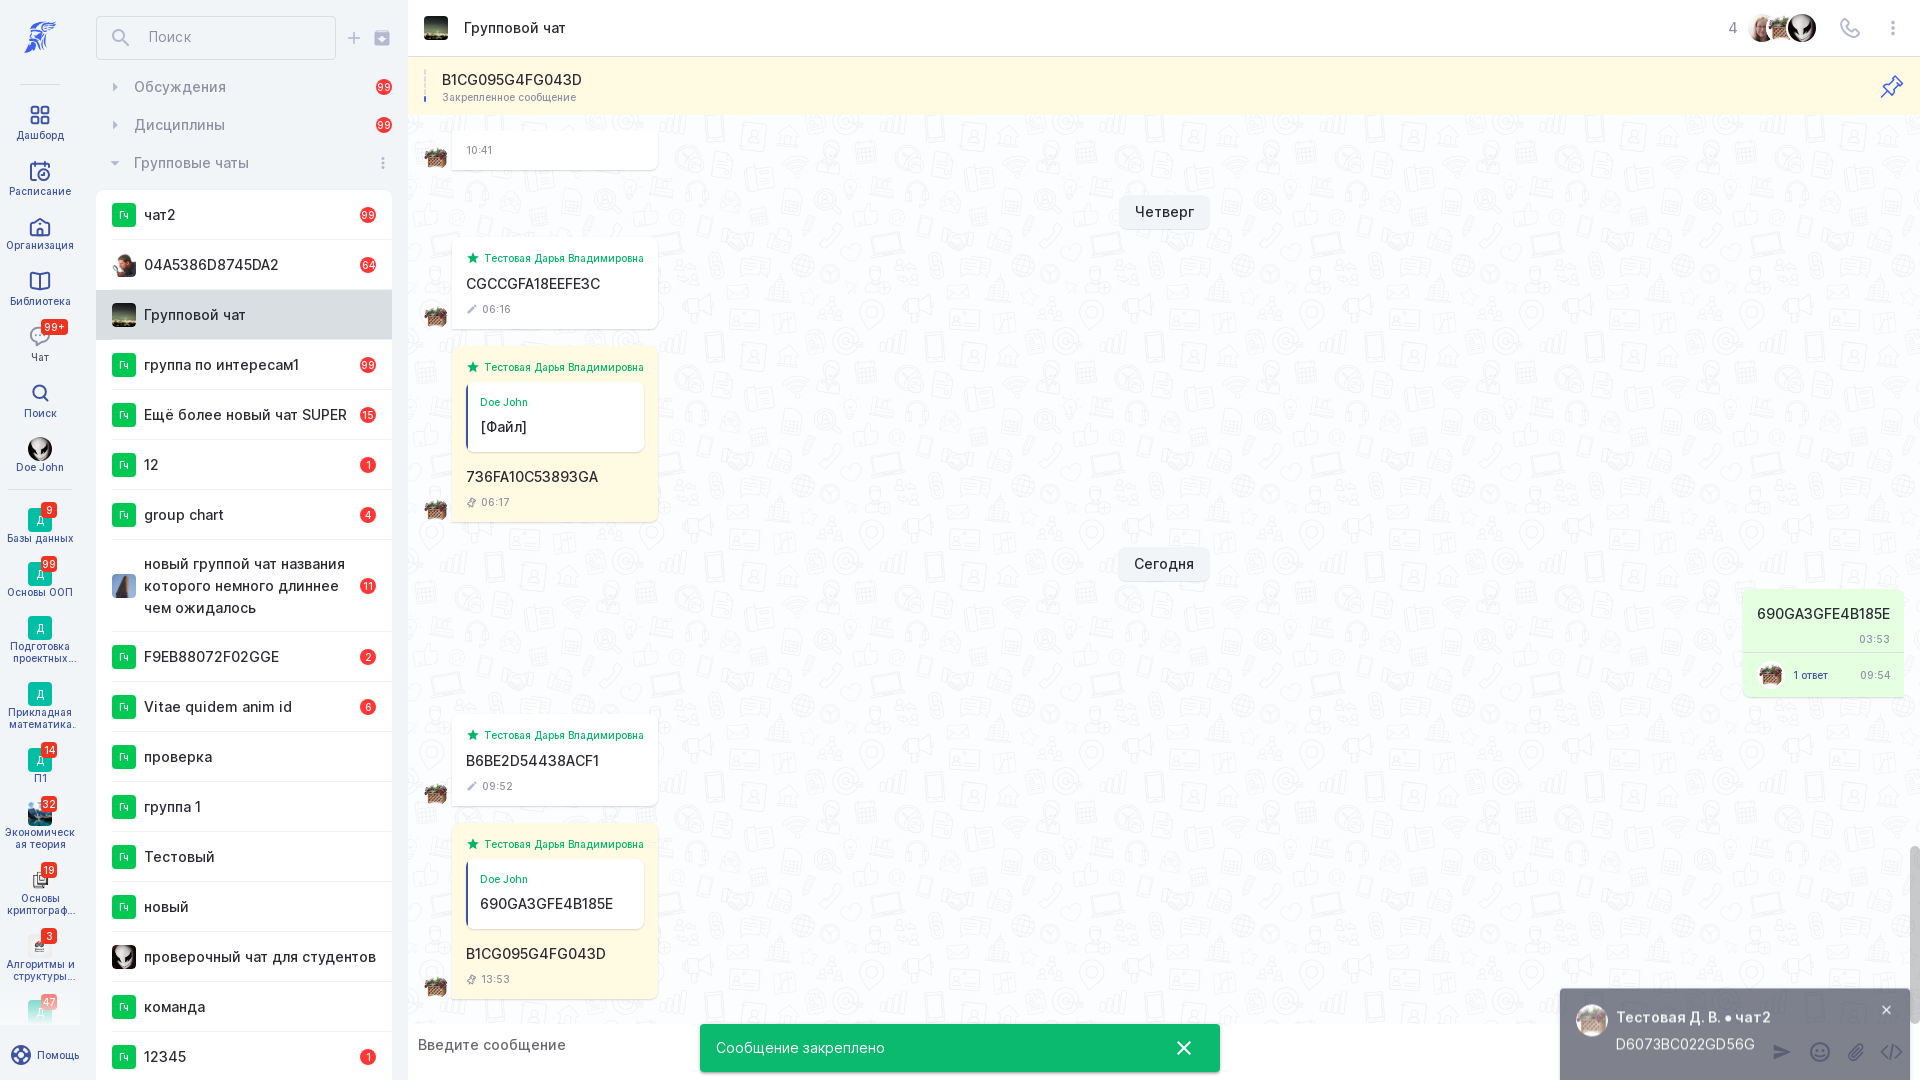 Дашборд
Расписание
Организация
Библиотека
99+
Чат
Поиск
Doe John
9
Д
Базы данных
99
Д
Основы ООП
Д
Подготовка
проектных...
Д
Прикладная
математика..
14
Д
П1
32
Экономическ
ая теория
19
Основы
криптограф...
3
Алгоритмы и
структуры...
47
Д
Помощь
Поиск
Обсуждения
99
Дисциплины
99
Групповые чаты
Гч
чат2
99
04A5386D8745DA2
64
Групповой чат
Гч
группа по интересам1
99
Гч
Ещё более новый чат SUPER
15
Гч
12
1
Гч
group chart
4
новый группой чат названия
которого немного длиннее
чем ожидалось
11
Гч
F9EB88072F02GGE
2
Гч
Vitae quidem anim id
6
Гч
проверка
Гч
группа 1
Гч
Тестовый
Гч
новый
проверочный чат для студентов
Гч
команда
Гч
12345
1
Групповой чат
4
B1CG095G4FG043D
Закрепленное сообщение
10:41
Четверг
Тестовая Дарья Владимировна
CGCCGFA18EEFE3C
06:16
Тестовая Дарья Владимировна
Doe John
[Файл]
736FA10C53893GA
06:17
Сегодня
690GA3GFE4B185E
03:53
1 ответ
09:54
Тестовая Дарья Владимировна
B6BE2D54438ACF1
09:52
Тестовая Дарья Владимировна
Doe John
690GA3GFE4B185E
B1CG095G4FG043D
13:53
Введите сообщение
Сообщение закреплено
Тестовая Д. В. • чат2
D6073BC022GD56G